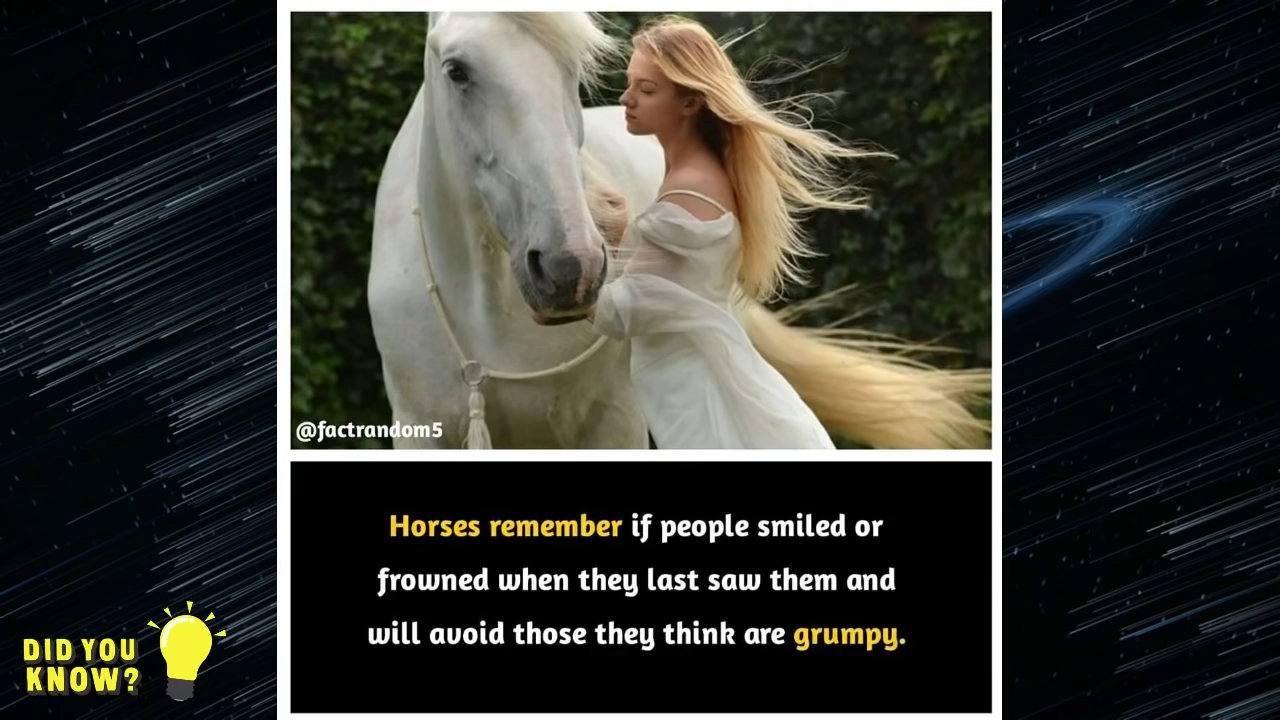 @factrandom5
Horses remember if people smiled or
frowned when they last saw them and
will avoid those they think are grumpy.
DID YOU
KNOW?